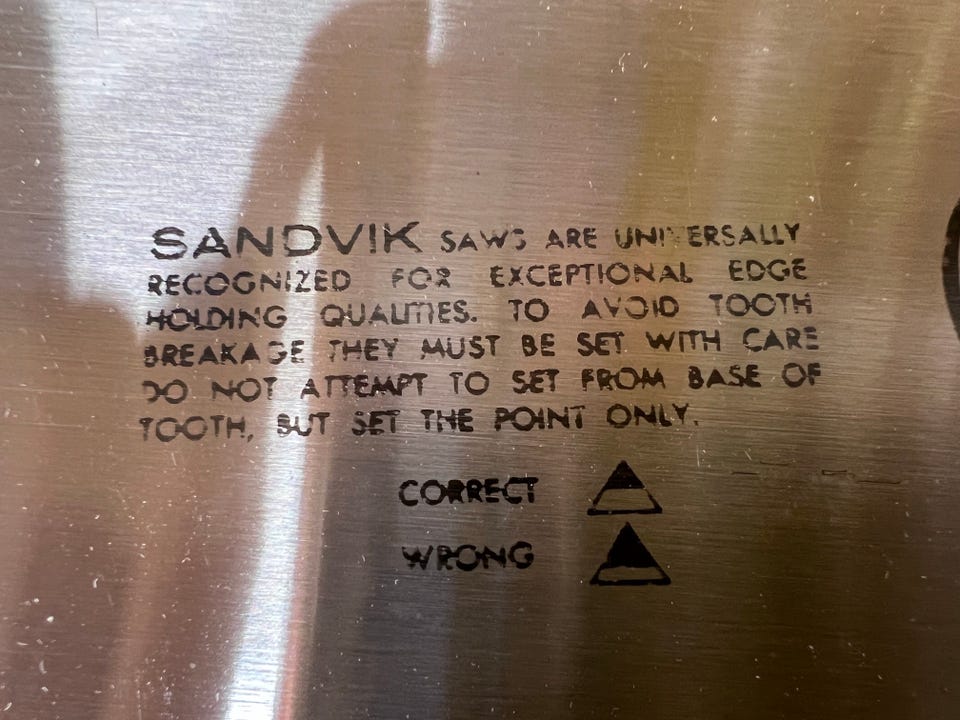 SANDVIK SAWS ARE UNIVERSALLY
RECOGNIZED FOR EXCEPTIONAL EDGE
HOLDING QUALITIES. TO AVOID TOOTH
BREAKAGE THEY MUST BE SET WITH CARE
DO NOT ATTEMPT TO SET FROM BASE OF
TOOTH, BUT SET THE POINT ONLY.
CORRECT
WRONG